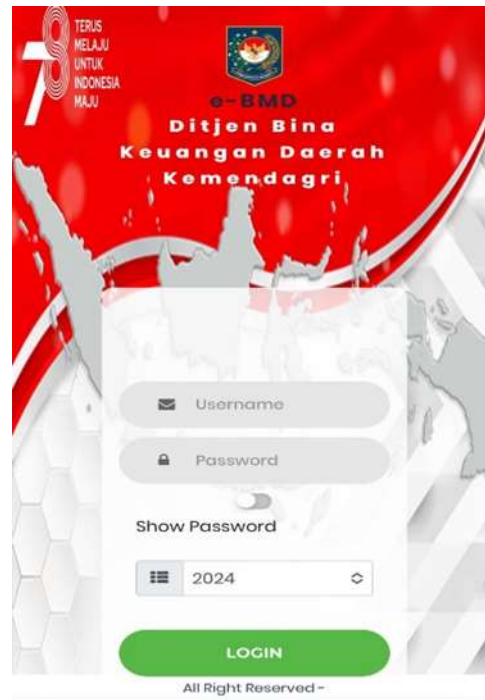 78
TERUS
MELAJU
UNTUK
INDONESIA
MAJU
e-BMD
Ditjen Bina
Keuangan Daerah
Kemendagri
Username
Password
Show Password
2024
LOGIN
All Right Reserved -